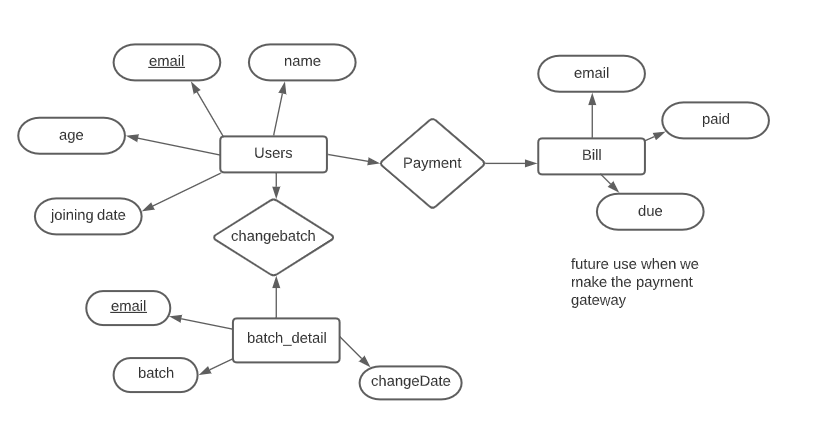 email
name
email
age
paid
Users
Bill
Payment
joining date
due
changebatch
future use when we
make the payment
gateway
email
batch_detail
batch
changeDate